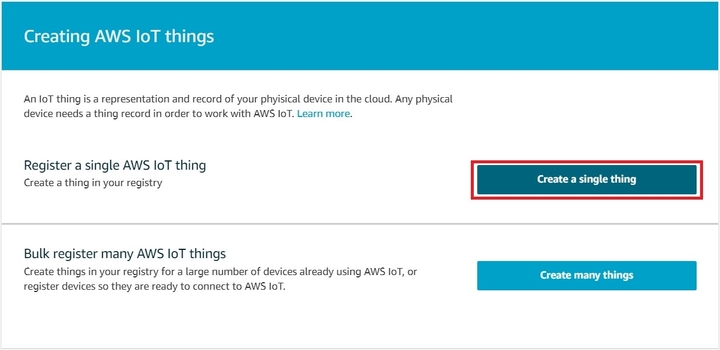 Creating AWS IoT things
An IoT thing is a representation and record of your phyisical device in the cloud. Any physical
device needs a thing record in order to work with AWS IoT. Learn more.
Register a single AWS IoT thing
Create a thing in your registry
Create a single thing
Bulk register many AWS IoT things
Create things in your registry for a large number of devices already using AWS IoT, or
register devices so they are ready to connect to AWS IoT.
Create many things